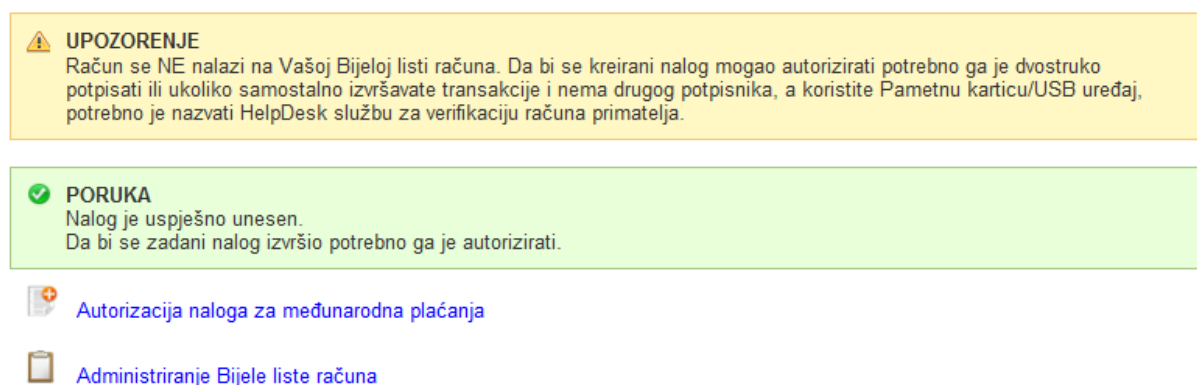 UPOZORENJE
Račun se NE nalazi na Vašoj Bijeloj listi računa. Da bi se kreirani nalog mogao autorizirati potrebno ga je dvostruko
potpisati ili ukoliko samostalno izvršavate transakcije i nema drugog potpisnika, a koristite Pametnu karticu/USB uređaj,
potrebno je nazvati HelpDesk službu za verifikaciju računa primatelja.
PORUKA
Nalog je uspješno unesen.
Da bi se zadani nalog izvršio potrebno ga je autorizirati.
Autorizacija naloga za međunarodna plaćanja
Administriranje Bijele liste računa